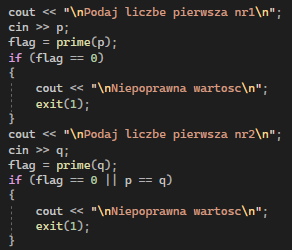 cout << "\nPodaj liczbe pierwsza nr1\n";
cin >> p;
flag = prime(p);
if (flag == 0)
{
    cout << "\nNiepoprawna wartosc\n";
    exit(1);
}
cout << "\nPodaj liczbe pierwsza nr2\n";
cin >> q;
flag = prime(q);
if (flag == 0 || p == q)
{
    cout << "\nNiepoprawna wartosc\n";
    exit(1);
}